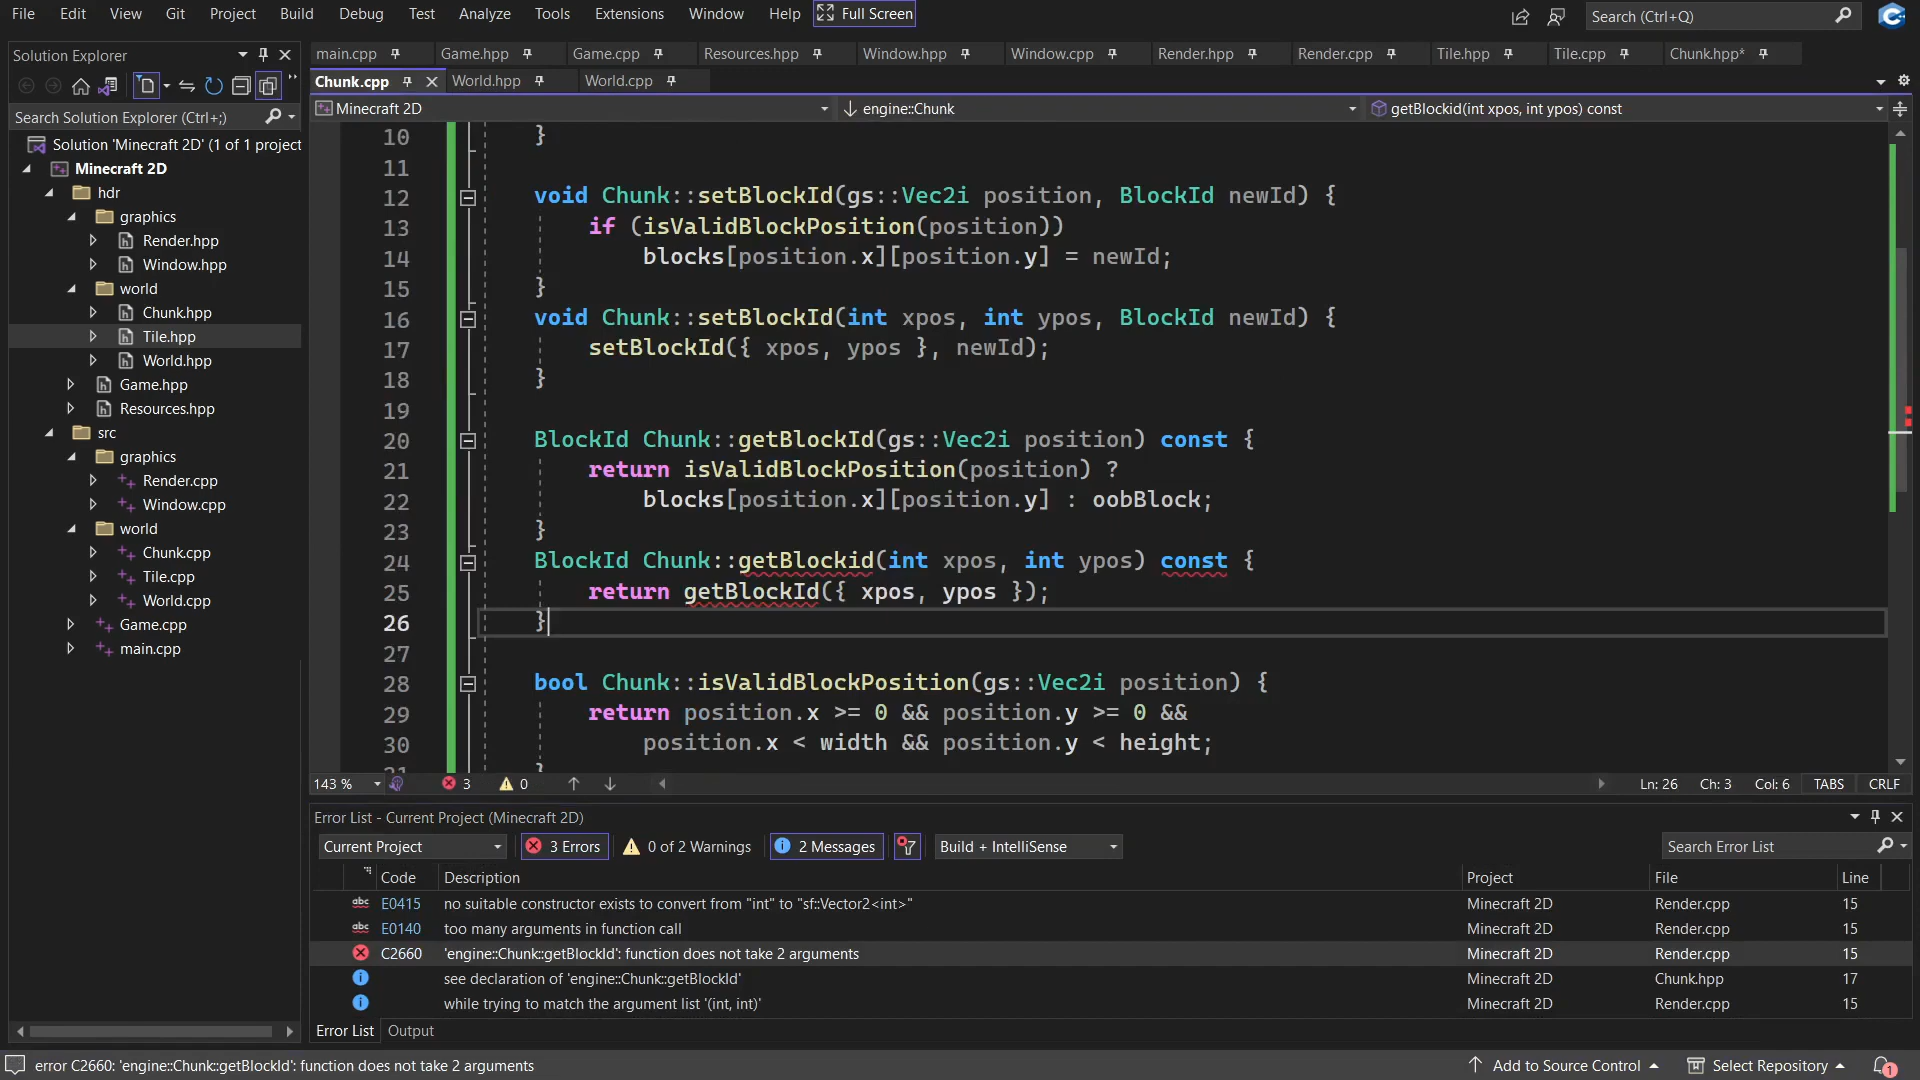 File Edit View Git Project Build Debug Test Analyze Tools Extensions Window Help Full Screen Search (Ctrl+Q)
Solution Explorer
main.cpp Game.hpp Game.cpp Resources.hpp Window.hpp Window.cpp Render.hpp Render.cpp Tile.hpp Tile.cpp Chunk.hpp*
Chunk.cpp World.hpp World.cpp
Minecraft 2D engine::Chunk getBlockid(int xpos, int ypos) const
Search Solution Explorer (Ctrl+;)
Solution 'Minecraft 2D' (1 of 1 project
Minecraft 2D
hdr
graphics
Render.hpp
Window.hpp
world
Chunk.hpp
Tile.hpp
World.hpp
Game.hpp
Resources.hpp
src
graphics
Render.cpp
Window.cpp
world
Chunk.cpp
Tile.cpp
World.cpp
Game.cpp
main.cpp
10 }
11
12 void Chunk::setBlockId(gs::Vec2i position, BlockId newId) {
13 if (isValidBlockPosition(position))
14 blocks[position.x][position.y] = newId;
15 }
16 void Chunk::setBlockId(int xpos, int ypos, BlockId newId) {
17 setBlockId({ xpos, ypos }, newId);
18 }
19
20 BlockId Chunk::getBlockId(gs::Vec2i position) const {
21 return isValidBlockPosition(position) ?
22 blocks[position.x][position.y] : oobBlock;
23 }
24 BlockId Chunk::getBlockid(int xpos, int ypos) const {
25 return getBlockId({ xpos, ypos });
26 }
27
28 bool Chunk::isValidBlockPosition(gs::Vec2i position) {
29 return position.x >= 0 && position.y >= 0 &&
30 position.x < width && position.y < height;
31 }
143 % 3 0 Ln: 26 Ch: 3 Col: 6 TABS CRLF
Error List - Current Project (Minecraft 2D)
Current Project 3 Errors 0 of 2 Warnings 2 Messages Build + IntelliSense Search Error List
Code Description Project File Line
abc E0415 no suitable constructor exists to convert from "int" to "sf::Vector2<int>" Minecraft 2D Render.cpp 15
abc E0140 too many arguments in function call Minecraft 2D Render.cpp 15
C2660 'engine::Chunk::getBlockId': function does not take 2 arguments Minecraft 2D Render.cpp 15
see declaration of 'engine::Chunk::getBlockId' Minecraft 2D Chunk.hpp 17
while trying to match the argument list '(int, int)' Minecraft 2D Render.cpp 15
Error List Output
error C2660: 'engine::Chunk::getBlockId': function does not take 2 arguments Add to Source Control Select Repository 1